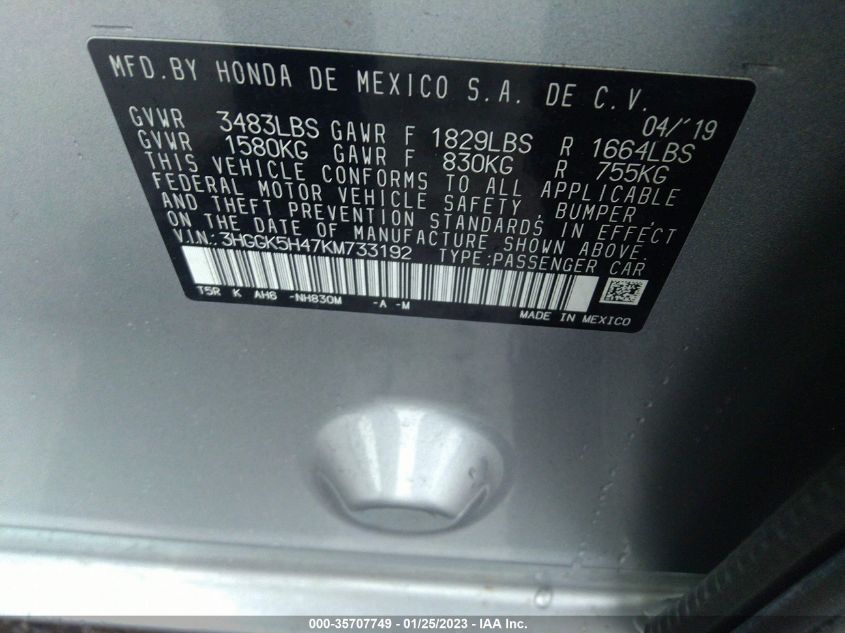 MFD.BY HONDA DE MEXICO S.A. DE C.V.
04/'19
GVWR 3483LBS GAWR F 1829LBS R 1664LBS
GVWR 1580KG GAWR F 830KG R 755KG
THIS VEHICLE CONFORMS TO ALL APPLICABLE
FEDERAL MOTOR VEHICLE SAFETY, BUMPER,
AND THEFT PREVENTION STANDARDS IN EFFECT
ON THE DATE OF MANUFACTURE SHOWN ABOVE.
VIN:3HGGK5H47KM733192 TYPE:PASSENGER CAR
T5R K AH6 -NH830M -A -M
MADE IN MEXICO
000-35707749 - 01/25/2023 - IAA Inc.